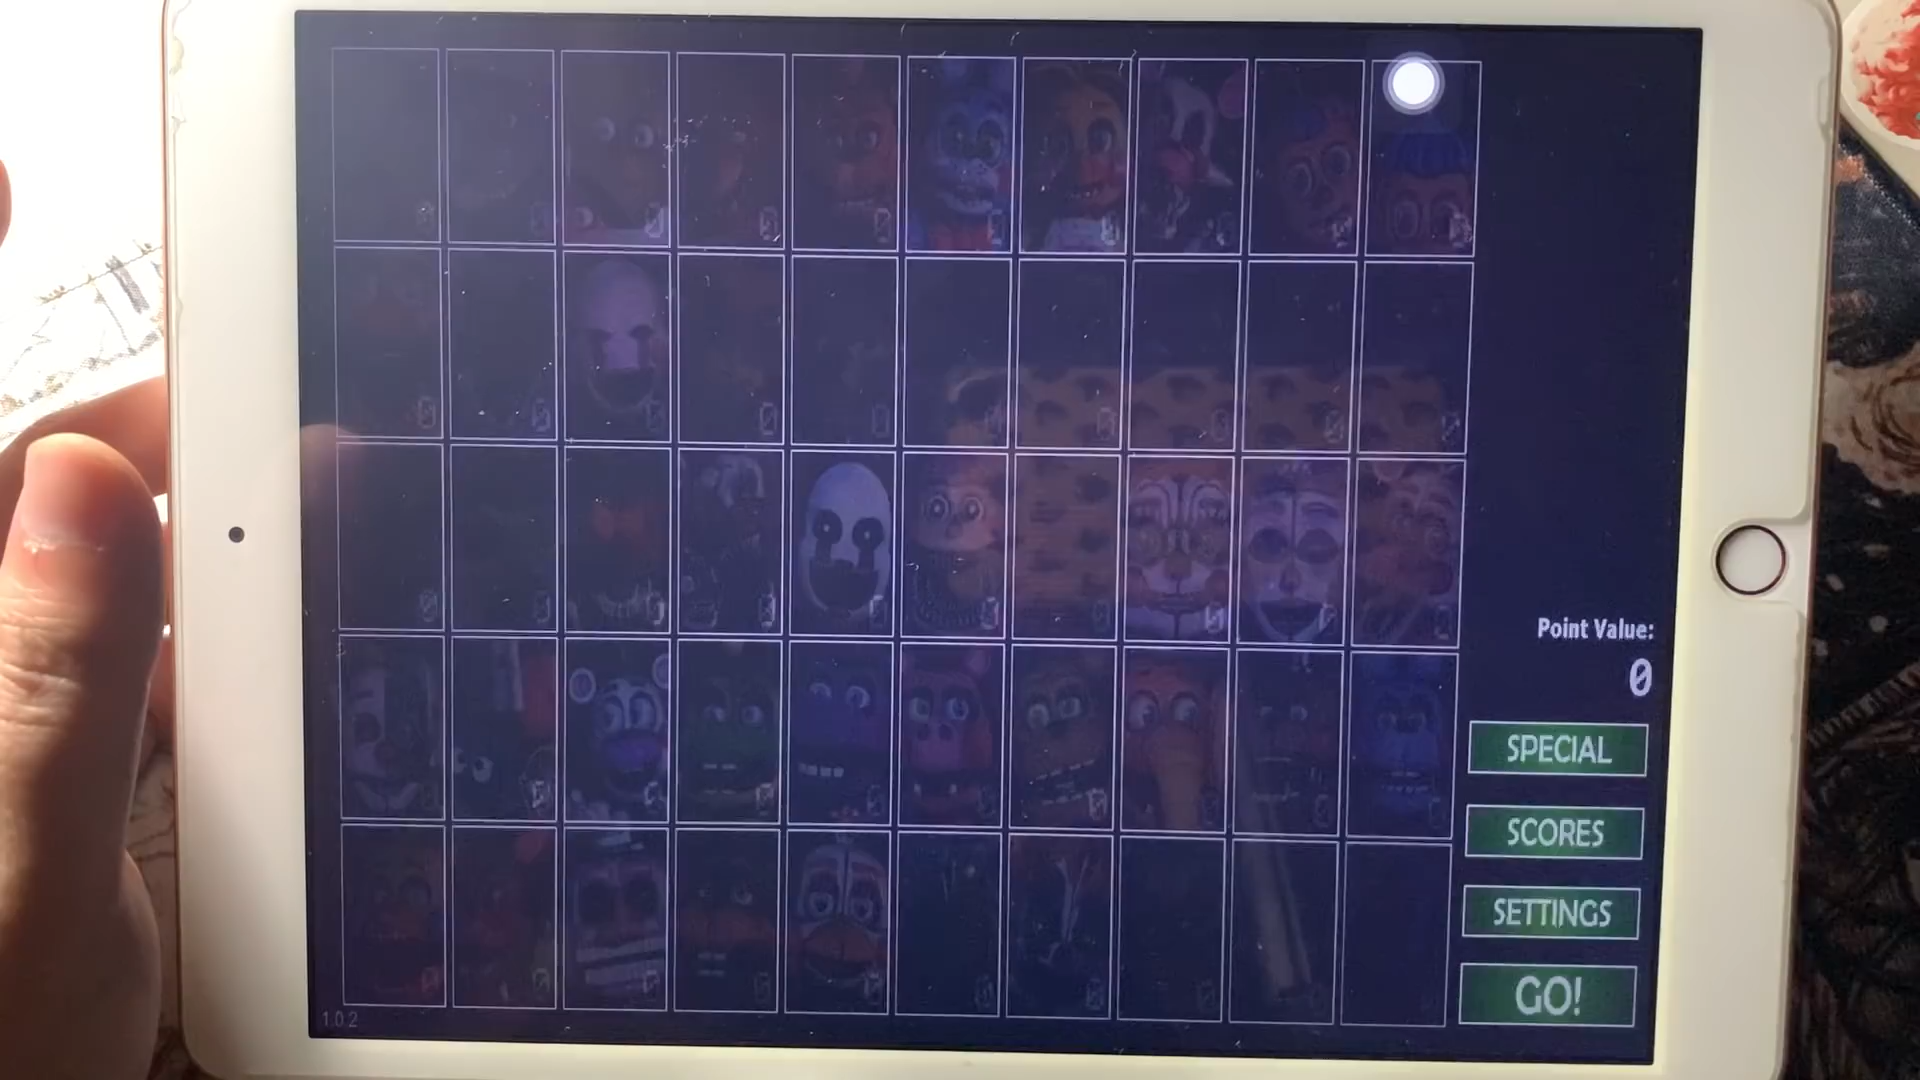 Point Value:
0
SPECIAL
SCORES
SETTINGS
GO!
1.0.2